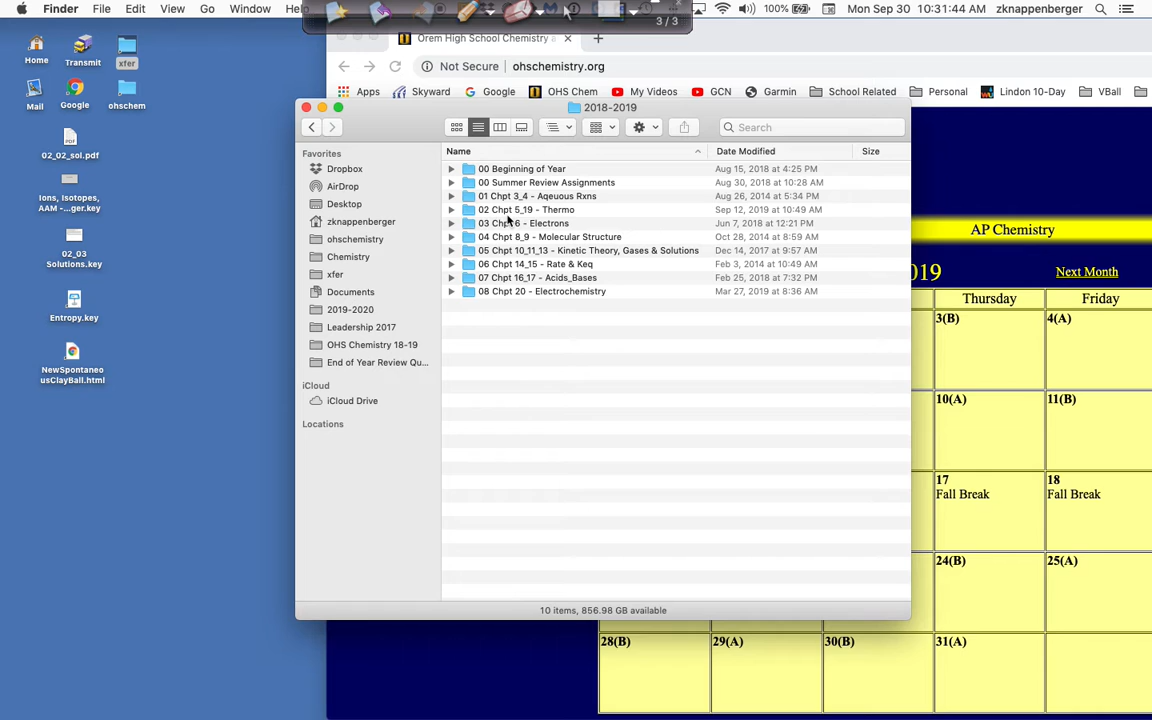 Finder File Edit View Go Window Help 100% Mon Sep 30 10:31:44 AM zknappenberger
3 / 3
Orem High School Chemistry
Not Secure ohschemistry.org
Apps Skyward Google OHS Chem My Videos GCN Garmin School Related Personal Lindon 10-Day VBall
Home
Transmit
xfer
Mail
Google
ohschem
02_02_sol.pdf
Ions, Isotopes,
AAM - ...ger.key
02_03
Solutions.key
Entropy.key
NewSpontaneo
usClayBall.html
2018-2019
Search
Favorites
Dropbox
AirDrop
Desktop
zknappenberger
ohschemistry
Chemistry
xfer
Documents
2019-2020
Leadership 2017
OHS Chemistry 18-19
End of Year Review Qu...
iCloud
iCloud Drive
Locations
Name Date Modified Size
00 Beginning of Year Aug 15, 2018 at 4:25 PM
00 Summer Review Assignments Aug 30, 2018 at 10:28 AM
01 Chpt 3_4 - Aqeuous Rxns Aug 26, 2014 at 5:34 PM
02 Chpt 5_19 - Thermo Sep 12, 2019 at 10:49 AM
03 Chpt 6 - Electrons Jun 7, 2018 at 12:21 PM
04 Chpt 8_9 - Molecular Structure Oct 28, 2014 at 8:59 AM
05 Chpt 10_11_13 - Kinetic Theory, Gases & Solutions Dec 14, 2017 at 9:57 AM
06 Chpt 14_15 - Rate & Keq Feb 3, 2014 at 10:49 AM
07 Chpt 16_17 - Acids_Bases Feb 25, 2018 at 7:32 PM
08 Chpt 20 - Electrochemistry Mar 27, 2019 at 8:36 AM
10 items, 856.98 GB available
AP Chemistry
019 Next Month
Thursday Friday
3(B) 4(A)
10(A) 11(B)
17 18
Fall Break Fall Break
24(B) 25(A)
28(B) 29(A) 30(B) 31(A)